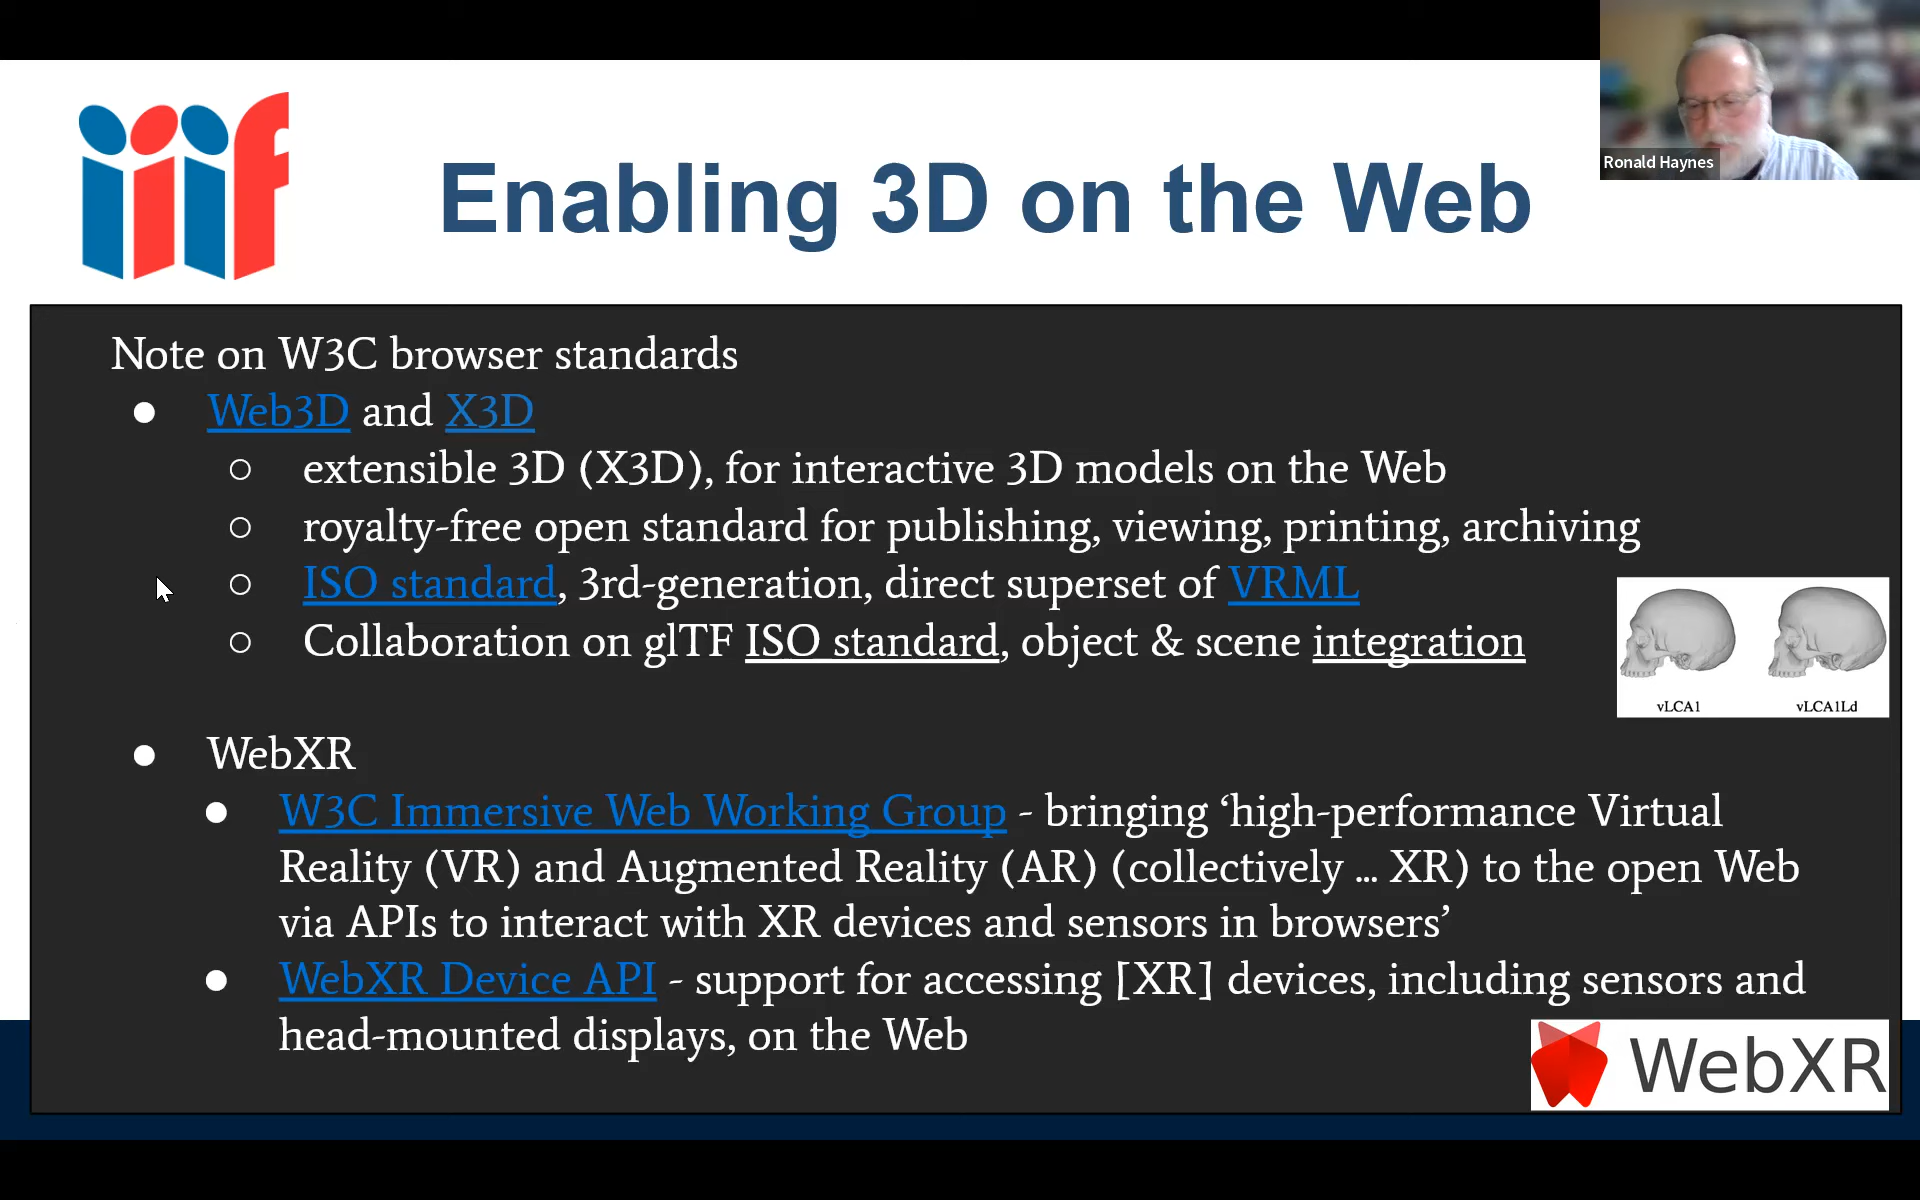 iiif
Ronald Haynes
Enabling 3D on the Web
Note on W3C browser standards
● Web3D and X3D
○ extensible 3D (X3D), for interactive 3D models on the Web
○ royalty-free open standard for publishing, viewing, printing, archiving
○ ISO standard, 3rd-generation, direct superset of VRML
○ Collaboration on glTF ISO standard, object & scene integration
vLCA1
vLCA1Ld
● WebXR
● W3C Immersive Web Working Group - bringing ‘high-performance Virtual
Reality (VR) and Augmented Reality (AR) (collectively ... XR) to the open Web
via APIs to interact with XR devices and sensors in browsers’
● WebXR Device API - support for accessing [XR] devices, including sensors and
head-mounted displays, on the Web
WebXR